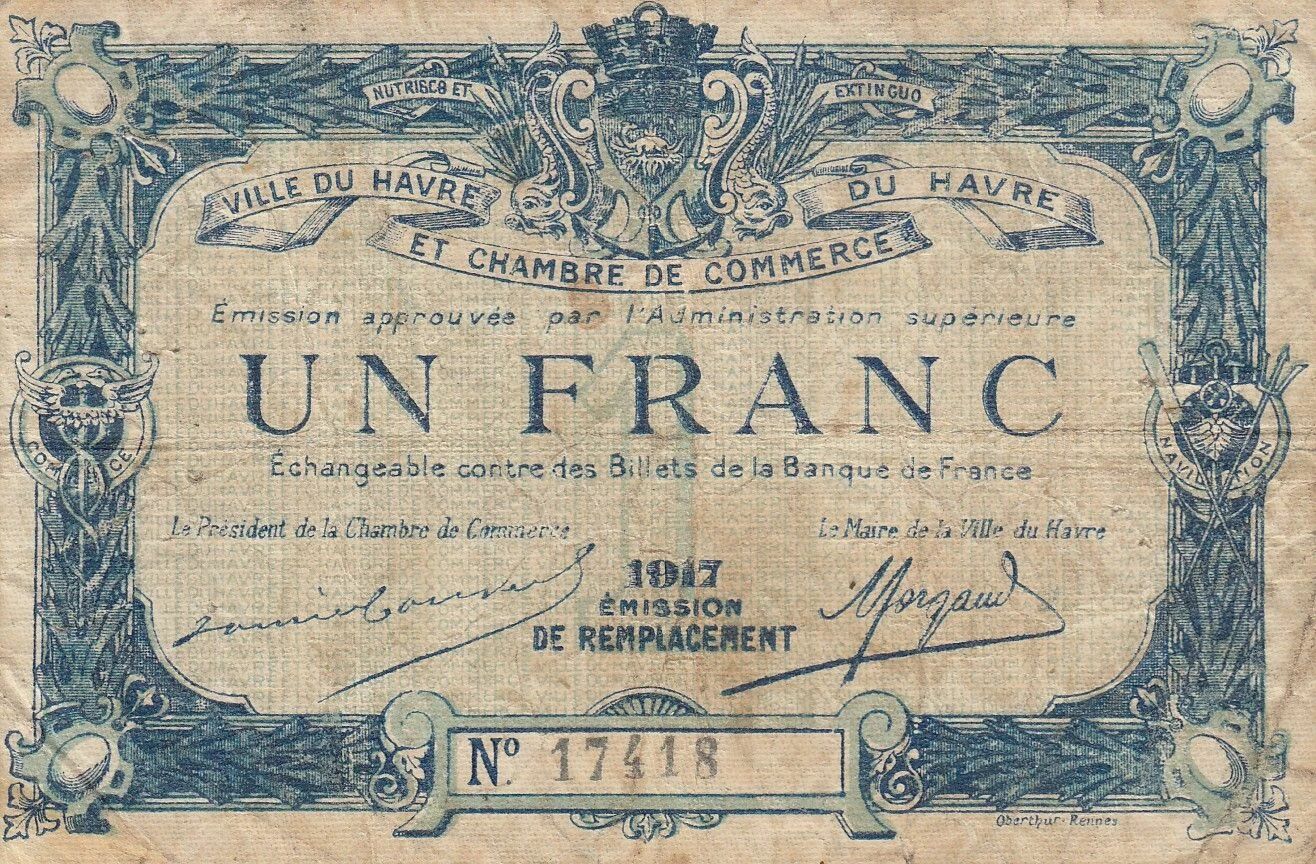 NUTRISCO ET EXTINGUO
VILLE DU HAVRE
ET CHAMBRE DE COMMERCE
DU HAVRE
Émission approuvée par l'Administration supérieure
UN FRANC
Échangeable contre des Billets de la Banque de France
COMMERCE
NAVIGATION
Le Président de la Chambre de Commerce
Le Maire de la Ville du Havre
1917
ÉMISSION
DE REMPLACEMENT
Morgand
Nº. 17418
Oberthur-Rennes